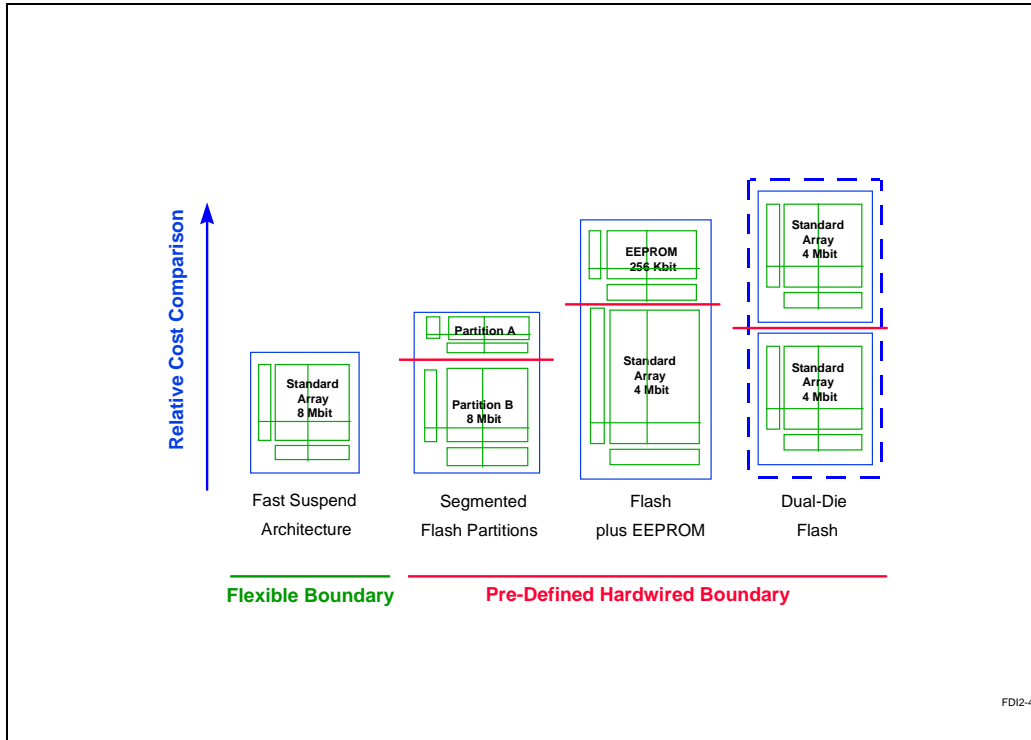 Relative Cost Comparison
Standard
Array
8 Mbit
Fast Suspend
Architecture
Partition A
Partition B
8 Mbit
Segmented
Flash Partitions
EEPROM
256 Kbit
Standard
Array
4 Mbit
Flash
plus EEPROM
Standard
Array
4 Mbit
Standard
Array
4 Mbit
Dual-Die
Flash
Flexible Boundary
Pre-Defined Hardwired Boundary
FDI2-4